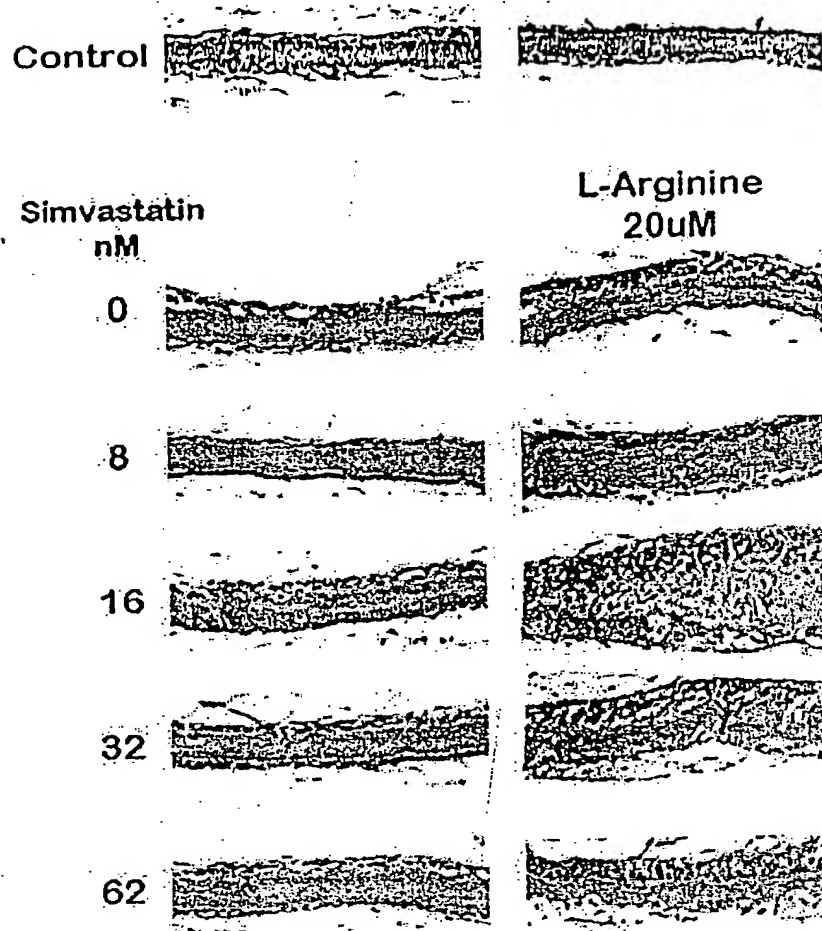 Control
L-Arginine
20uM
Simvastatin
nM
0
8
16
32
62